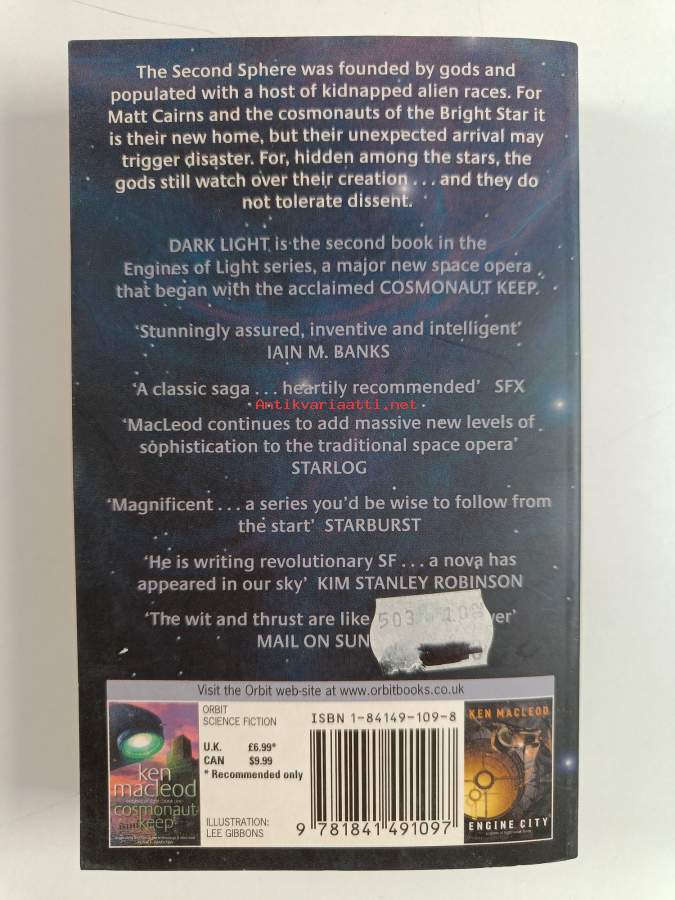 The Second Sphere was founded by gods and
populated with a host of kidnapped alien races. For
Matt Cairns and the cosmonauts of the Bright Star it
is their new home, but their unexpected arrival may
trigger disaster. For, hidden among the stars, the
gods still watch over their creation . . . and they do
not tolerate dissent.
DARK LIGHT is the second book in the
Engines of Light series, a major new space opera
that began with the acclaimed COSMONAUT KEEP.
‘Stunningly assured, inventive and intelligent’
IAIN M. BANKS
‘A classic saga . . . heartily recommended’ SFX
Antikvariaatti.net
‘MacLeod continues to add massive new levels of
sophistication to the traditional space opera’
STARLOG
‘Magnificent . . . a series you’d be wise to follow from
the start’ STARBURST
‘He is writing revolutionary SF . . . a nova has
appeared in our sky’ KIM STANLEY ROBINSON
‘The wit and thrust are like
503
MAIL ON SUN
Visit the Orbit web-site at www.orbitbooks.co.uk
ORBIT
SCIENCE FICTION
U.K. £6.99*
CAN $9.99
* Recommended only
ILLUSTRATION:
LEE GIBBONS
ISBN 1-84149-109-8
9 781841 491097
ken
macleod
cosmonaut
keep
KEN MACLEOD
ENGINE CITY